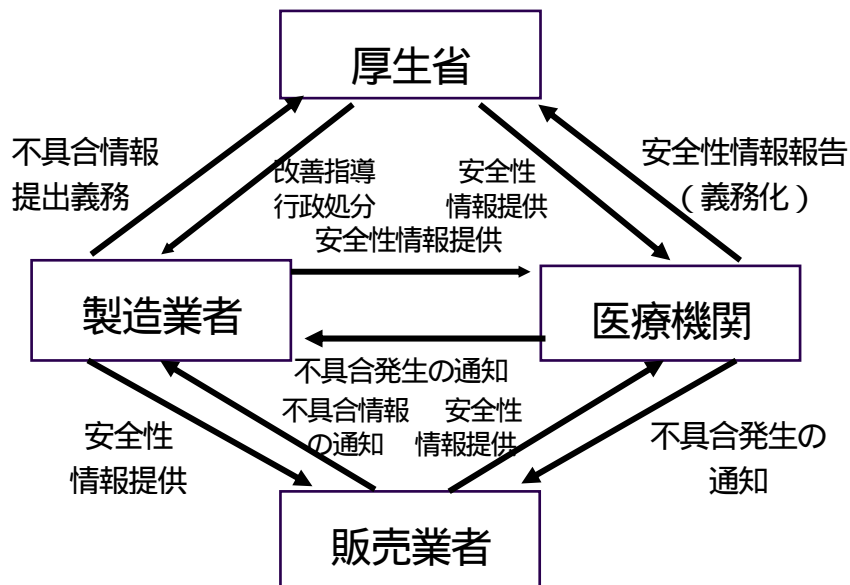 厚生省
不具合情報
提出義務
改善指導
行政処分
安全性
情報提供
安全性情報報告
（義務化）
安全性情報提供
製造業者
医療機関
不具合発生の通知
不具合情報
の通知
安全性
情報提供
安全性
情報提供
不具合発生の
通知
販売業者